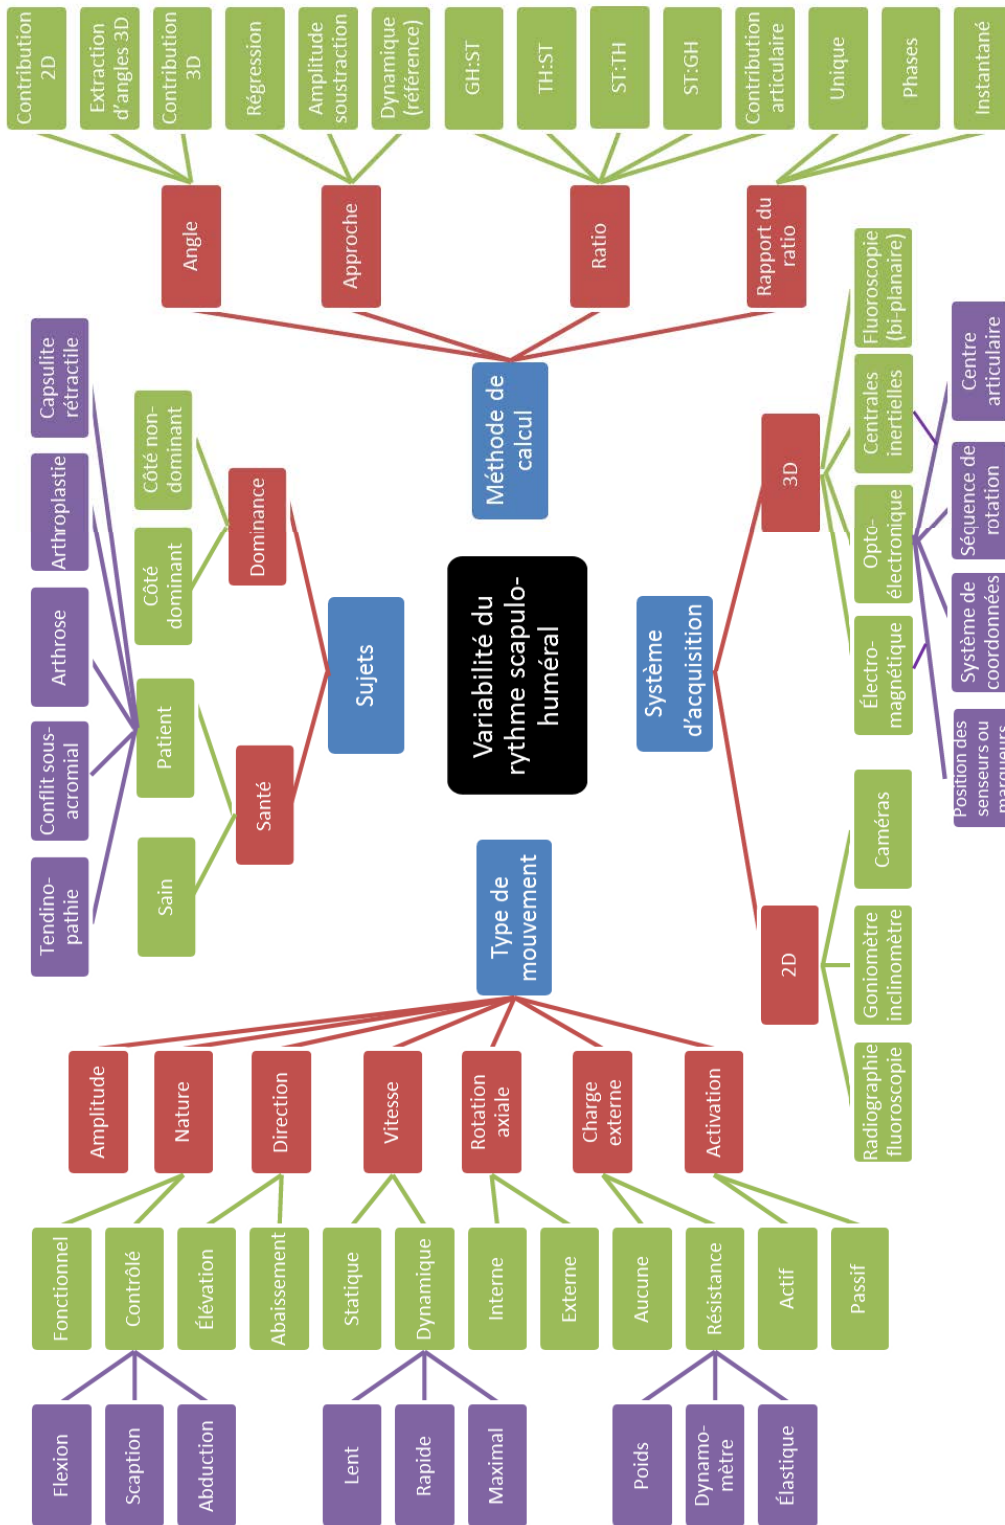 Variabilité du
rythme scapulo-
huméral
Sujets
Santé
Sain
Patient
Tendino-
pathie
Conflit sous-
acromial
Arthrose
Arthroplastie
Capsulite
rétractile
Dominance
Côté
dominant
Côté non-
dominant
Type de
mouvement
Amplitude
Nature
Fonctionnel
Contrôlé
Flexion
Scaption
Abduction
Direction
Élévation
Abaissement
Vitesse
Statique
Dynamique
Lent
Rapide
Maximal
Rotation
axiale
Interne
Externe
Charge
externe
Aucune
Résistance
Poids
Dynamo-
mètre
Élastique
Activation
Actif
Passif
Méthode de
calcul
Angle
Contribution
2D
Extraction
d'angles 3D
Contribution
3D
Approche
Régression
Amplitude
soustraction
Dynamique
(référence)
Ratio
GH:ST
TH:ST
ST:TH
ST:GH
Contribution
articulaire
Rapport du
ratio
Unique
Phases
Instantané
Système
d'acquisition
2D
Radiographie
fluoroscopie
Goniomètre
inclinomètre
Caméras
3D
Électro-
magnétique
Opto-
électronique
Centrales
inertielles
Fluoroscopie
(bi-planaire)
Position des
senseurs ou
marqueurs
Système de
coordonnées
Séquence de
rotation
Centre
articulaire